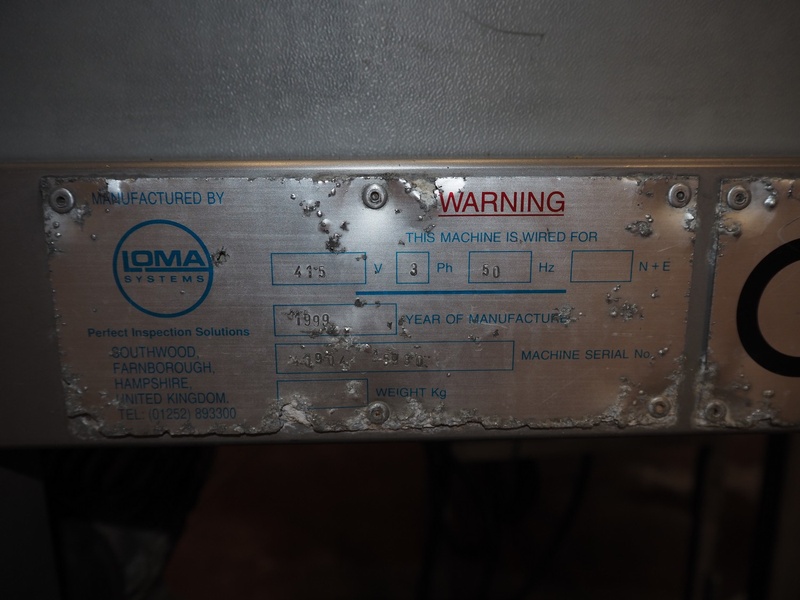 MANUFACTURED BY
LOMA
SYSTEMS
Perfect Inspection Solutions
SOUTHWOOD,
FARNBOROUGH,
HAMPSHIRE,
UNITED KINGDOM.
TEL: (01252) 893300
WARNING
THIS MACHINE IS WIRED FOR
415 V 3 Ph 50 Hz N+E
1999 YEAR OF MANUFACTURE
MACHINE SERIAL No.
WEIGHT Kg